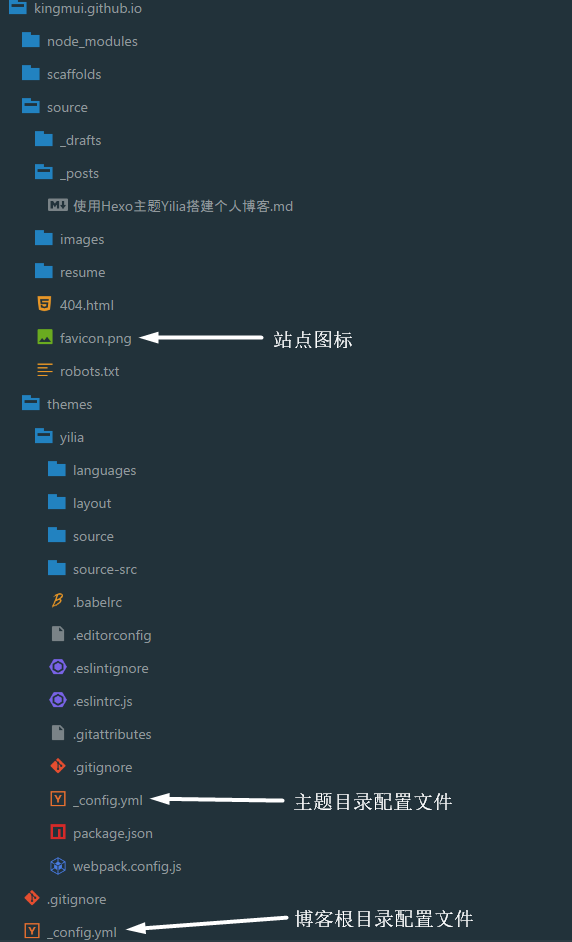 kingmui.github.io
node_modules
scaffolds
source
_drafts
_posts
使用Hexo主题Yilia搭建个人博客.md
images
resume
404.html
favicon.png 站点图标
robots.txt
themes
yilia
languages
layout
source
source-src
.babelrc
.editorconfig
.eslintignore
.eslintrc.js
.gitattributes
.gitignore
_config.yml 主题目录配置文件
package.json
webpack.config.js
.gitignore
_config.yml 博客根目录配置文件